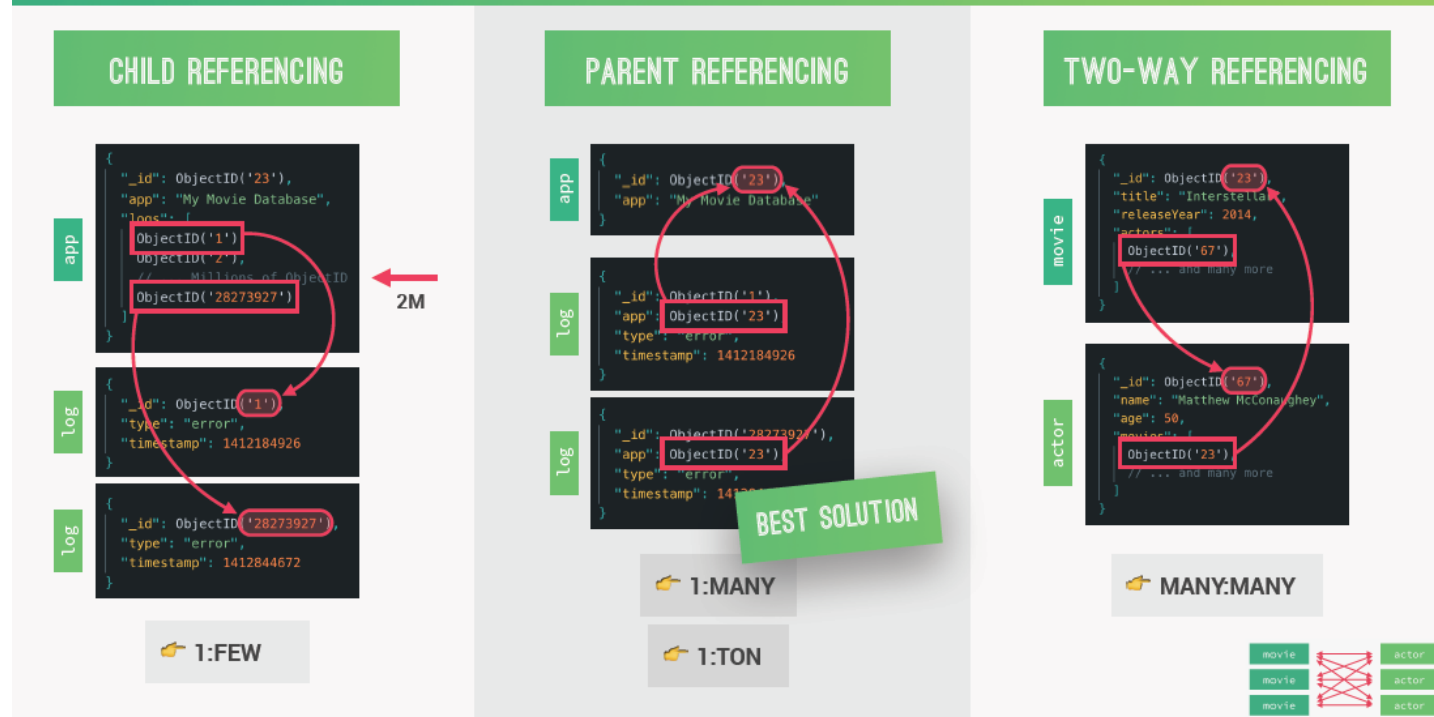 CHILD REFERENCING
app
{
"_id": ObjectID('23'),
"app": "My Movie Database",
"logs": [
ObjectID('1')
ObjectID('2'),
// ... Millions of ObjectID
ObjectID('28273927')
]
}
2M
log
{
"_id": ObjectID('1'),
"type": "error",
"timestamp": 1412184926
}
log
{
"_id": ObjectID('28273927'),
"type": "error",
"timestamp": 1412844672
}
👉 1:FEW
PARENT REFERENCING
app
{
"_id": ObjectID('23'),
"app": "My Movie Database"
}
log
{
"_id": ObjectID('1'),
"app": ObjectID('23')
"type": "error",
"timestamp": 1412184926
}
log
{
"_id": ObjectID('28273927'),
"app": ObjectID('23')
"type": "error",
"timestamp":
}
BEST SOLUTION
👉 1:MANY
👉 1:TON
TWO-WAY REFERENCING
movie
{
"_id": ObjectID('23'),
"title": "Interstellar",
"releaseYear": 2014,
"actors": [
ObjectID('67'),
// ... and many more
]
}
actor
{
"_id": ObjectID('67'),
"name": "Matthew McConaughey",
"age": 50,
"movies": [
ObjectID('23'),
// ... and many more
]
}
👉 MANY:MANY
movie actor
movie actor
movie actor